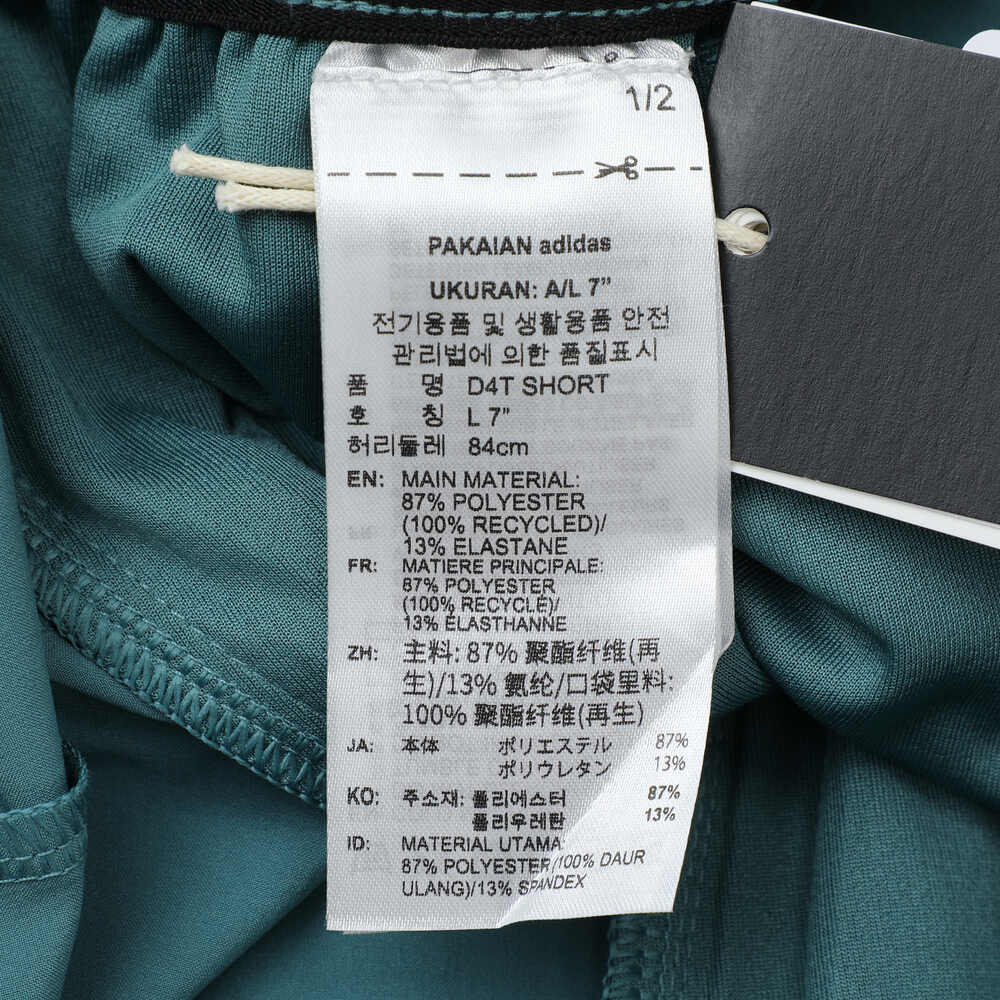 1/2
PAKAIAN adidas
UKURAN: A/L 7"
전기용품 및 생활용품 안전
관리법에 의한 품질표시
품 명 D4T SHORT
호 칭 L 7"
허리둘레 84cm
EN: MAIN MATERIAL:
87% POLYESTER
(100% RECYCLED)/
13% ELASTANE
FR: MATIERE PRINCIPALE:
87% POLYESTER
(100% RECYCLÉ)/
13% ÉLASTHANNE
ZH: 主料: 87% 聚酯纤维(再
生)/13% 氨纶/口袋里料:
100% 聚酯纤维(再生)
JA: 本体 ポリエステル 87%
ポリウレタン 13%
KO: 주소재: 폴리에스터 87%
폴리우레탄 13%
ID: MATERIAL UTAMA:
87% POLYESTER(100% DAUR
ULANG)/13% SPANDEX